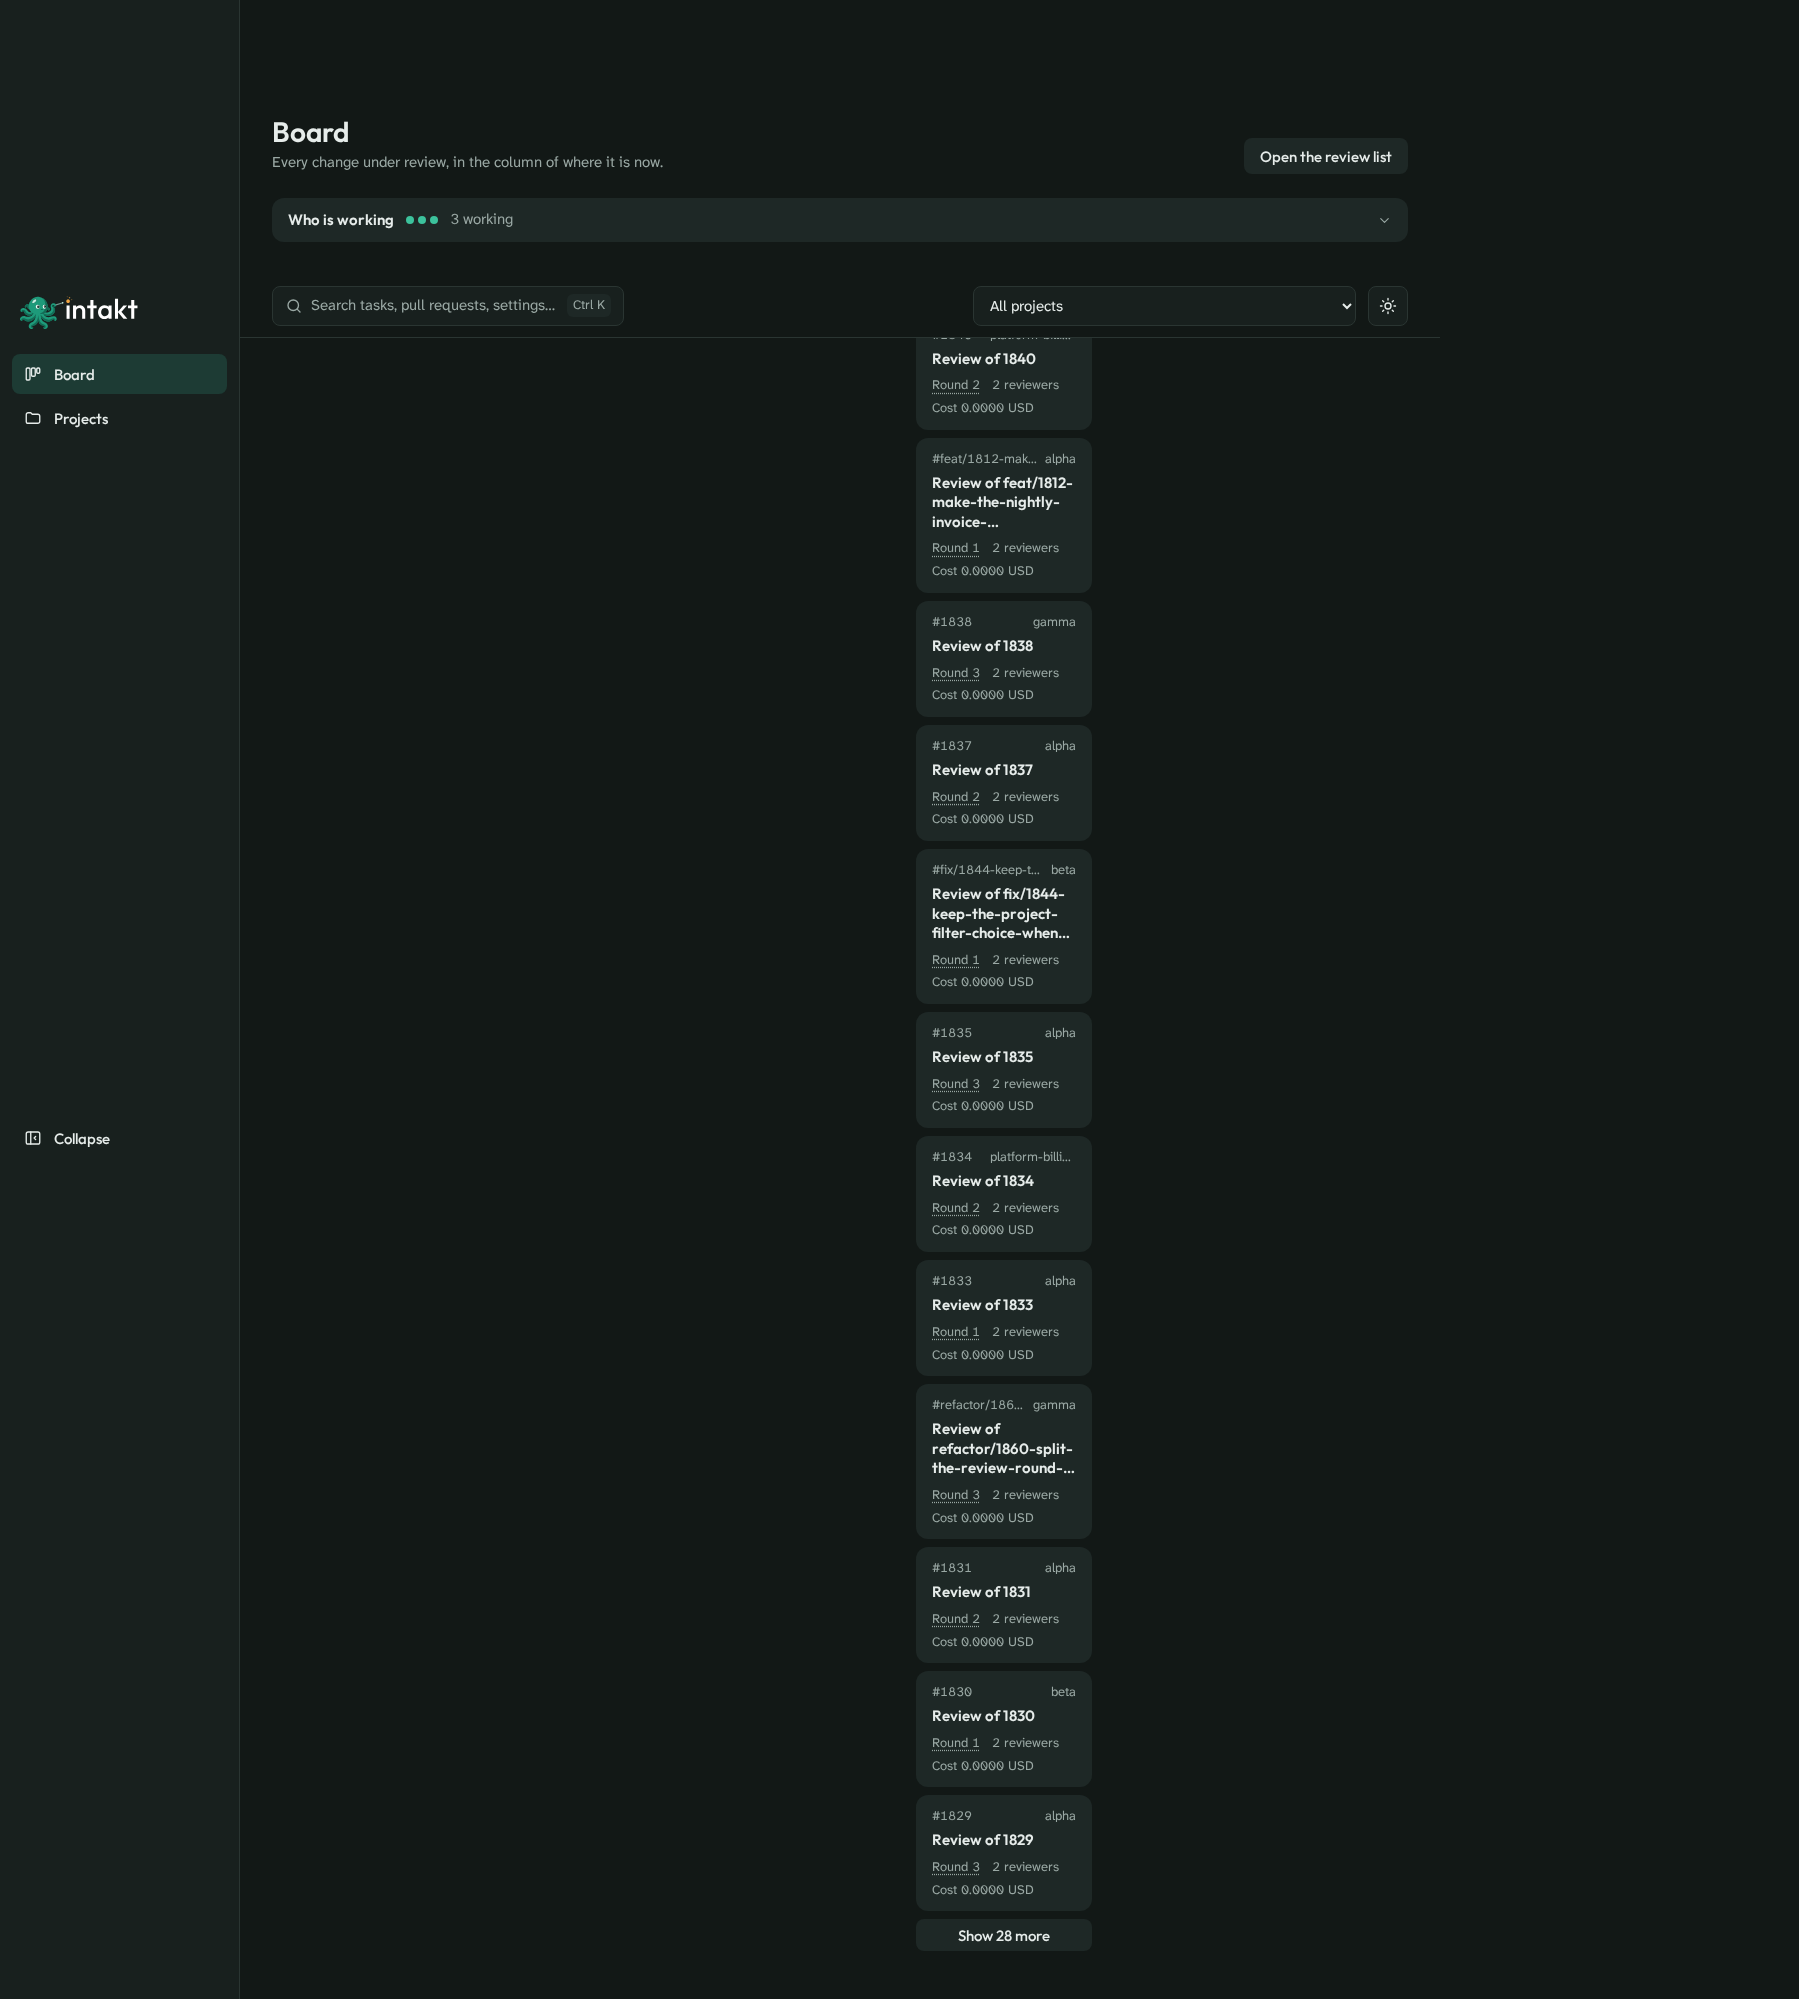 Board
Every change under review, in the column of where it is now.
Open the review list
Who is working
3 working
intakt
Search tasks, pull requests, settings...
Ctrl K
All projects
Board
Projects
Collapse
Review of 1840
Round 2 2 reviewers
Cost 0.0000 USD
#feat/1812-mak... alpha
Review of feat/1812-
make-the-nightly-
invoice-...
Round 1 2 reviewers
Cost 0.0000 USD
#1838 gamma
Review of 1838
Round 3 2 reviewers
Cost 0.0000 USD
#1837 alpha
Review of 1837
Round 2 2 reviewers
Cost 0.0000 USD
#fix/1844-keep-t... beta
Review of fix/1844-
keep-the-project-
filter-choice-when...
Round 1 2 reviewers
Cost 0.0000 USD
#1835 alpha
Review of 1835
Round 3 2 reviewers
Cost 0.0000 USD
#1834 platform-billi...
Review of 1834
Round 2 2 reviewers
Cost 0.0000 USD
#1833 alpha
Review of 1833
Round 1 2 reviewers
Cost 0.0000 USD
#refactor/186... gamma
Review of
refactor/1860-split-
the-review-round-...
Round 3 2 reviewers
Cost 0.0000 USD
#1831 alpha
Review of 1831
Round 2 2 reviewers
Cost 0.0000 USD
#1830 beta
Review of 1830
Round 1 2 reviewers
Cost 0.0000 USD
#1829 alpha
Review of 1829
Round 3 2 reviewers
Cost 0.0000 USD
Show 28 more